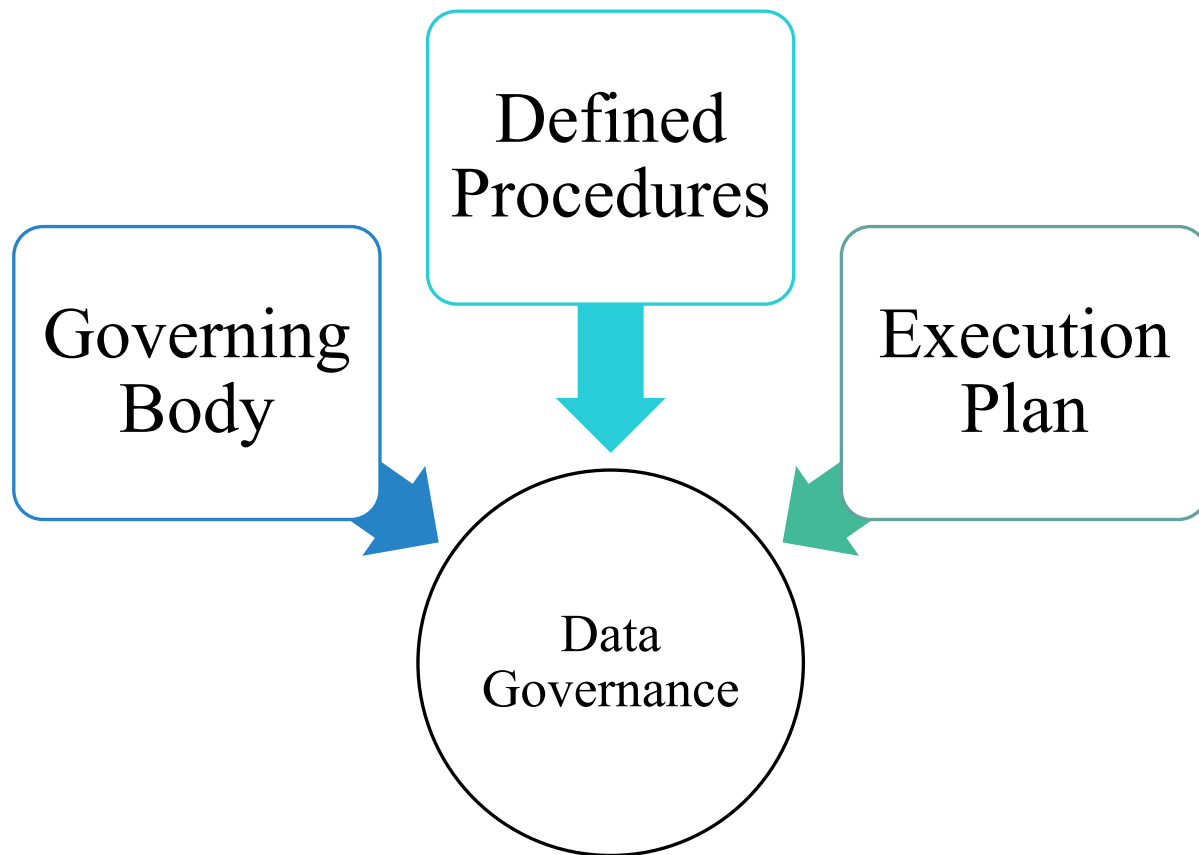 Defined
Procedures
Governing
Body
Execution
Plan
Data
Governance